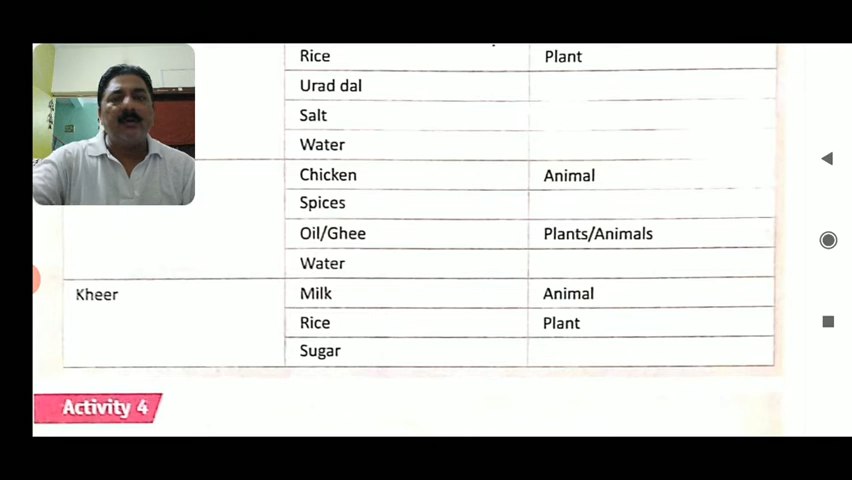 Rice Plant
Urad dal
Salt
Water
Chicken Animal
Spices
Oil/Ghee Plants/Animals
Water
Kheer Milk Animal
Rice Plant
Sugar
Activity 4